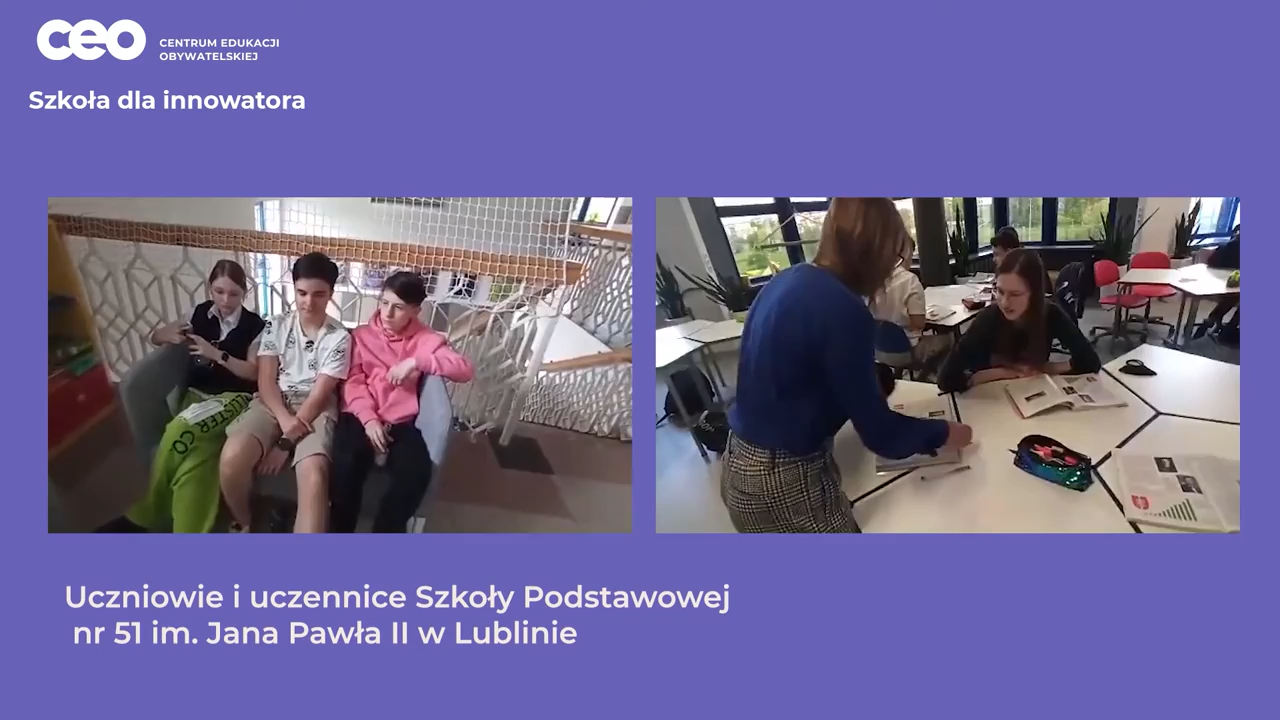 ceo
CENTRUM EDUKACJI
OBYWATELSKIEJ
Szkoła dla innowatora
Uczniowie i uczennice Szkoły Podstawowej
nr 51 im. Jana Pawła II w Lublinie